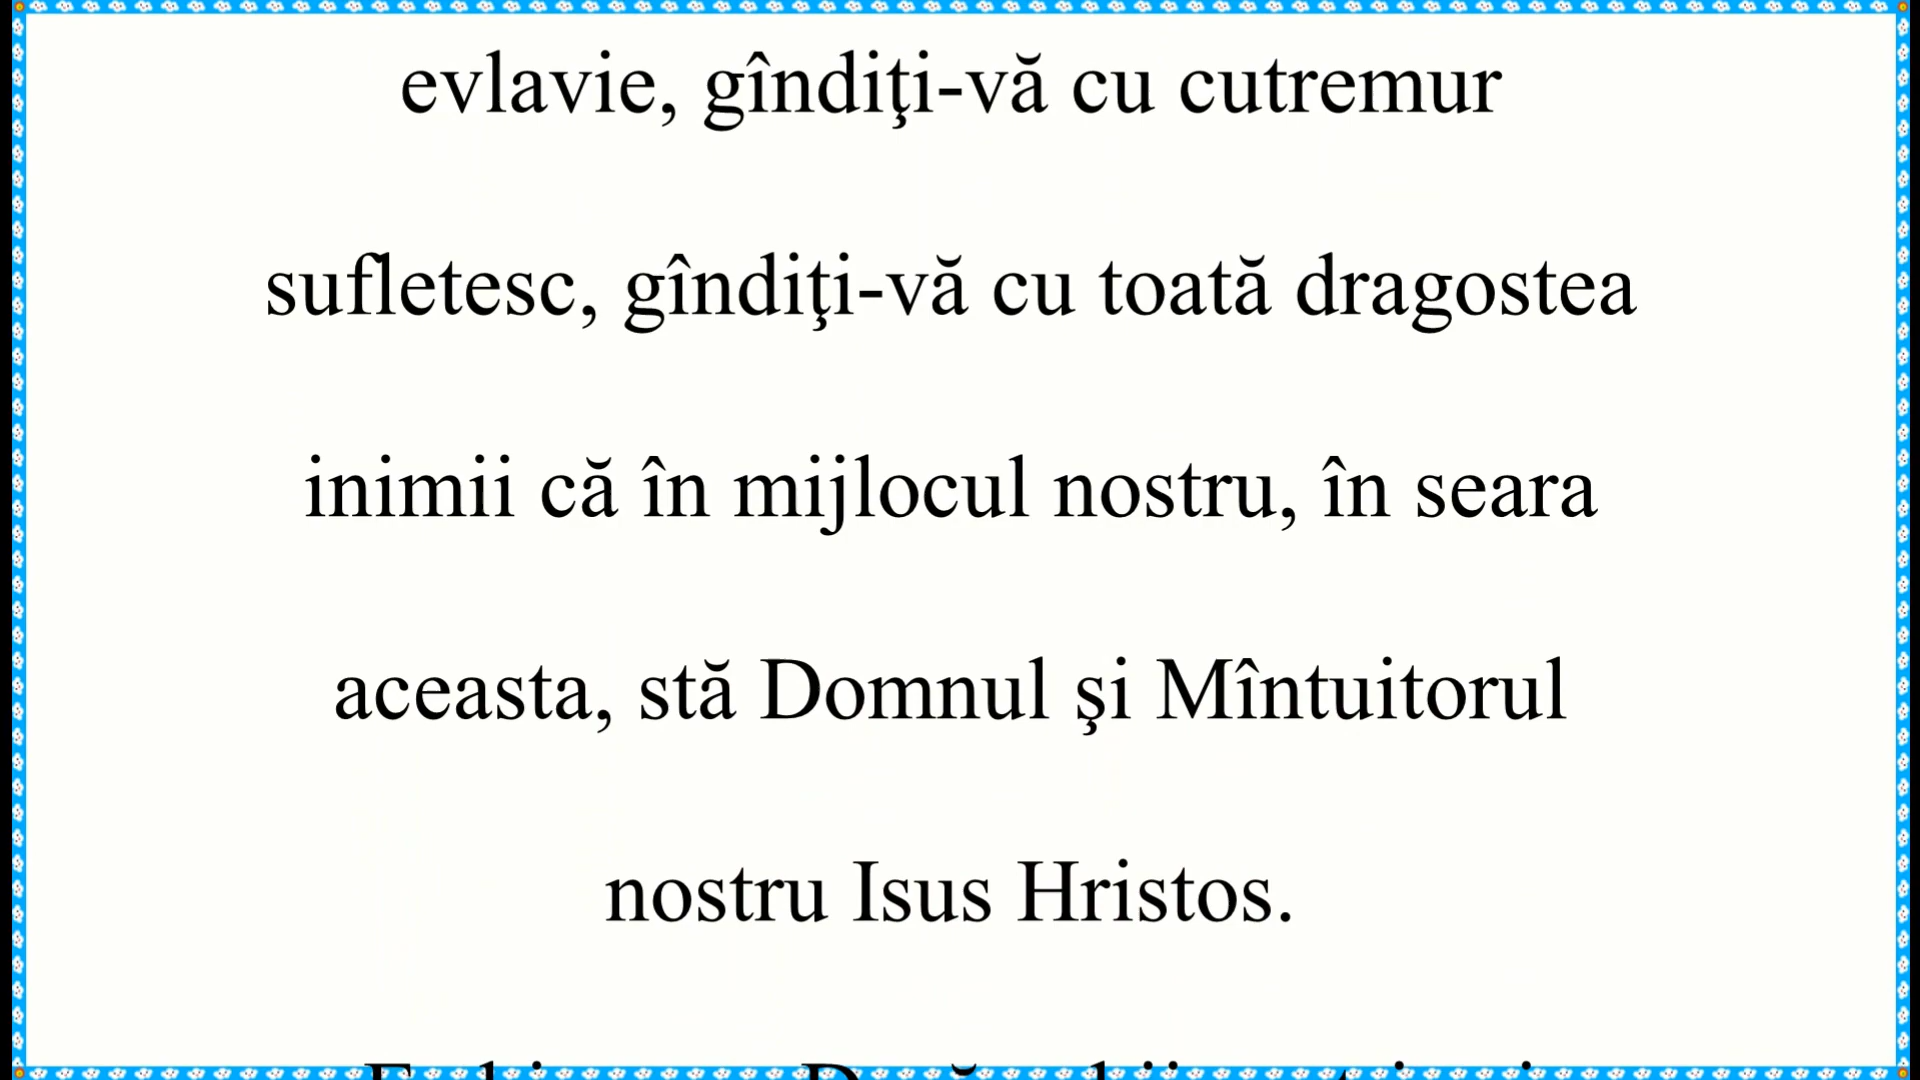 evlavie, gîndiţi-vă cu cutremur
sufletesc, gîndiţi-vă cu toată dragostea
inimii că în mijlocul nostru, în seara
aceasta, stă Domnul şi Mîntuitorul
nostru Isus Hristos.